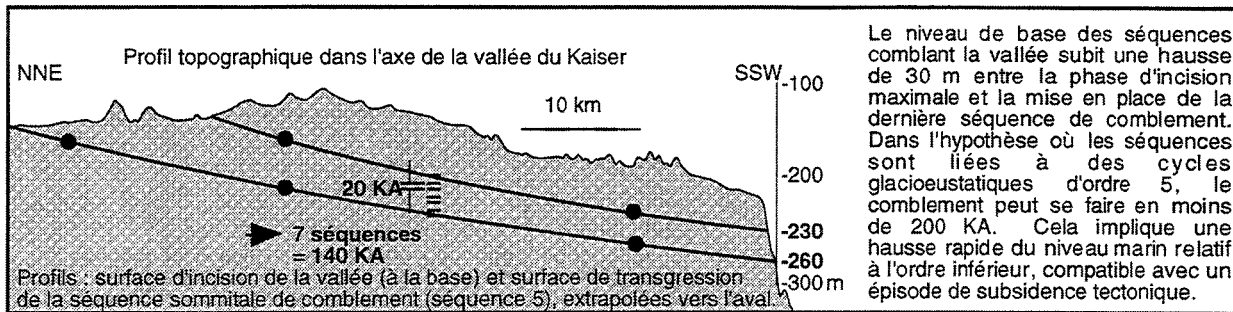 Profil topographique dans l'axe de la vallée du Kaiser
NNE
SSW
-100
10 km
-200
20 KA
-230
7 séquences
= 140 KA
-260
-300 m
Profils : surface d'incision de la vallée (à la base) et surface de transgression
de la séquence sommitale de comblement (séquence 5), extrapolées vers l'aval.
Le niveau de base des séquences
comblant la vallée subit une hausse
de 30 m entre la phase d'incision
maximale et la mise en place de la
dernière séquence de comblement.
Dans l'hypothèse où les séquences
sont liées à des cycles
glacioeustatiques d'ordre 5, le
comblement peut se faire en moins
de 200 KA. Cela implique une
hausse rapide du niveau marin relatif
à l'ordre inférieur, compatible avec un
épisode de subsidence tectonique.